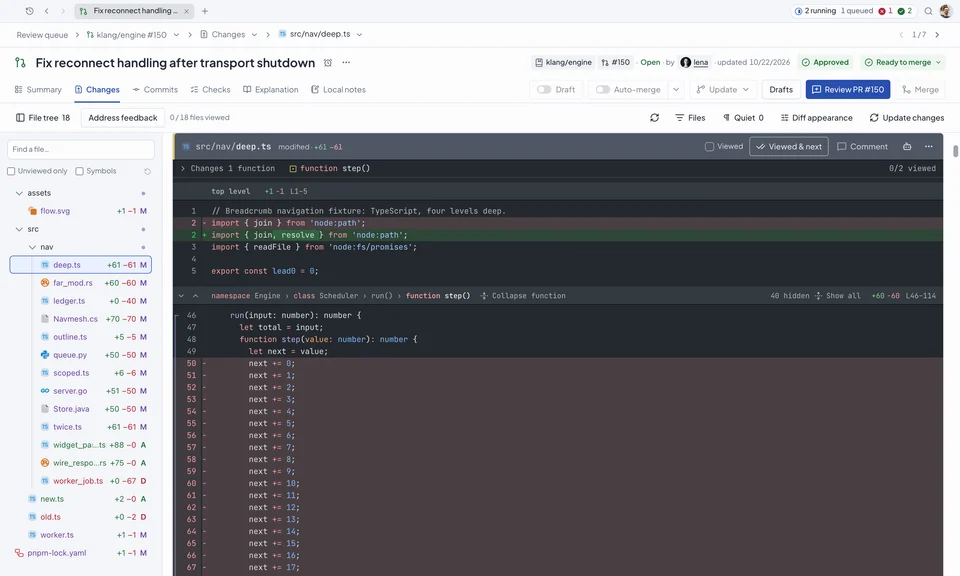 Fix reconnect handling …
2 running 1 queued 1 2
Review queue klang/engine #150 Changes src/nav/deep.ts 1/7
Fix reconnect handling after transport shutdown
klang/engine #150 · Open · by lena · updated 10/22/2026 Approved Ready to merge
Summary Changes Commits Checks Explanation Local notes
Draft Auto-merge Update Drafts Review PR #150 Merge
File tree 18 Address feedback 0 / 18 files viewed
Files Quiet 0 Diff appearance Update changes
Find a file…
Unviewed only Symbols
assets
flow.svg +1 −1 M
src
nav
deep.ts +61 −61 M
far_mod.rs +60 −60 M
ledger.ts +0 −40 M
Navmesh.cs +70 −70 M
outline.ts +5 −5 M
queue.py +50 −50 M
scoped.ts +6 −6 M
server.go +51 −50 M
Store.java +50 −50 M
twice.ts +61 −61 M
widget_pa….ts +88 −0 A
wire_respo….rs +75 −0 A
worker_job.ts +0 −67 D
new.ts +2 −0 A
old.ts +0 −2 D
worker.ts +1 −1 M
pnpm-lock.yaml +1 −1 M
TS src/nav/deep.ts modified · +61 −61 Viewed Viewed & next Comment
Changes 1 function function step() 0/2 viewed
top level +1 −1 L1–5
1 // Breadcrumb navigation fixture: TypeScript, four levels deep.
2 - import { join } from 'node:path';
2 + import { join, resolve } from 'node:path';
3 import { readFile } from 'node:fs/promises';
4
5 export const lead0 = 0;
namespace Engine › class Scheduler › run() › function step() Collapse function 40 hidden Show all +60 −60 L46–114
46 run(input: number): number {
47 let total = input;
48 function step(value: number): number {
49 let next = value;
50 - next += 0;
51 - next += 1;
52 - next += 2;
53 - next += 3;
54 - next += 4;
55 - next += 5;
56 - next += 6;
57 - next += 7;
58 - next += 8;
59 - next += 9;
60 - next += 10;
61 - next += 11;
62 - next += 12;
63 - next += 13;
64 - next += 14;
65 - next += 15;
66 - next += 16;
67 - next += 17;